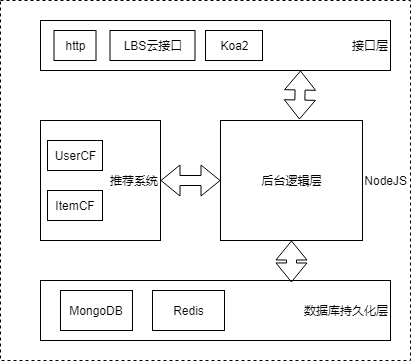 http
LBS云接口
Koa2
接口层
UserCF
ItemCF
推荐系统
后台逻辑层
NodeJS
MongoDB
Redis
数据库持久化层